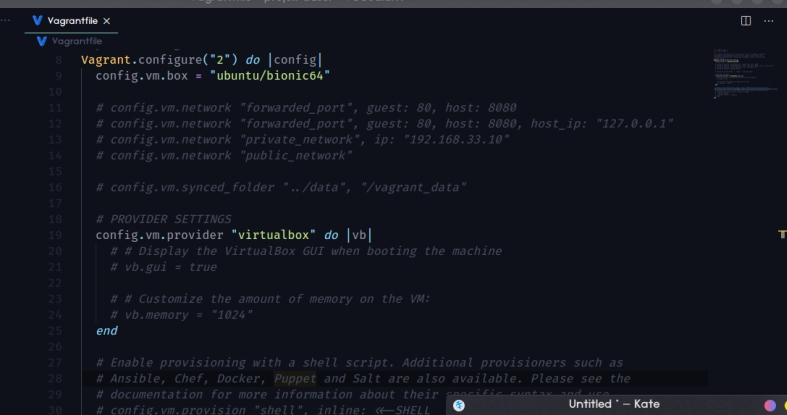 Vagrantfile ×
Vagrantfile
8 Vagrant.configure("2") do |config|
9 config.vm.box = "ubuntu/bionic64"
10
11 # config.vm.network "forwarded_port", guest: 80, host: 8080
12 # config.vm.network "forwarded_port", guest: 80, host: 8080, host_ip: "127.0.0.1"
13 # config.vm.network "private_network", ip: "192.168.33.10"
14 # config.vm.network "public_network"
15
16 # config.vm.synced_folder "../data", "/vagrant_data"
17
18 # PROVIDER SETTINGS
19 config.vm.provider "virtualbox" do |vb|
20 # # Display the VirtualBox GUI when booting the machine
21 # vb.gui = true
22
23 # # Customize the amount of memory on the VM:
24 # vb.memory = "1024"
25 end
26
27 # Enable provisioning with a shell script. Additional provisioners such as
28 # Ansible, Chef, Docker, Puppet and Salt are also available. Please see the
29 # documentation for more information about their specific syntax and use.
30 # config.vm.provision "shell", inline: <<-SHELL
Untitled * – Kate